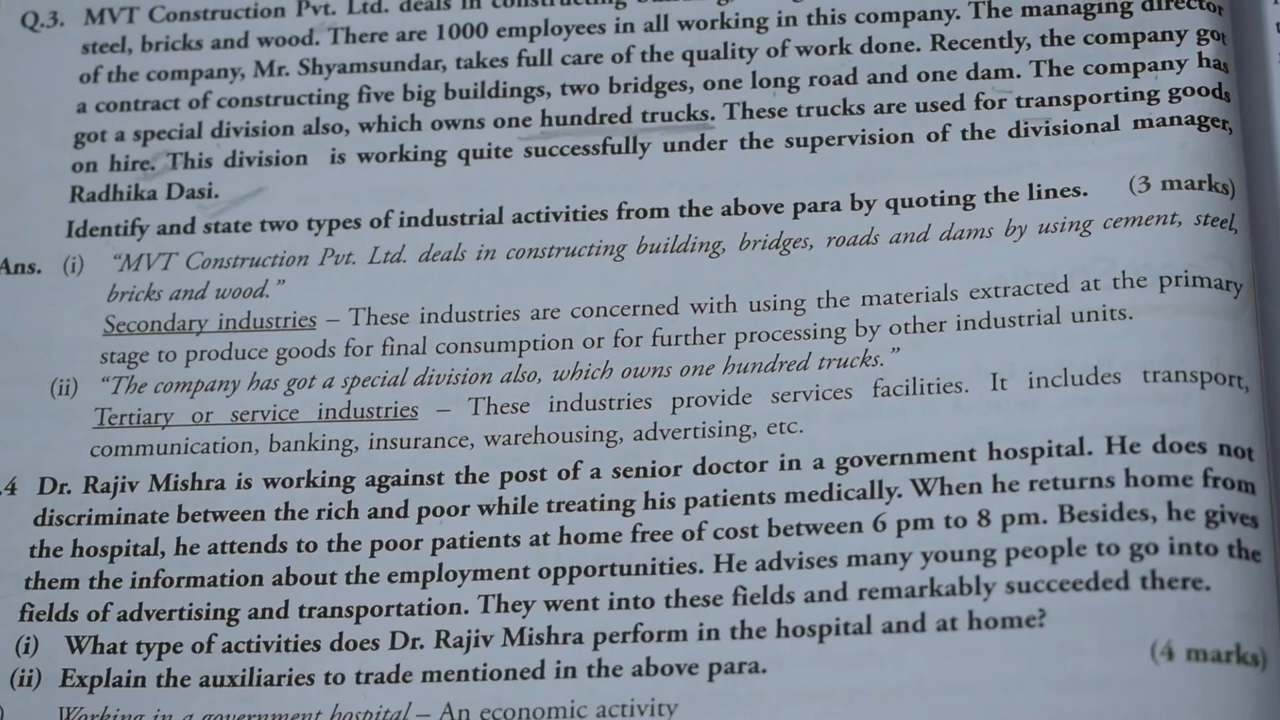 Q.3. MVT Construction Pvt. Ltd. deals in
steel, bricks and wood. There are 1000 employees in all working in this company. The managing director
of the company, Mr. Shyamsundar, takes full care of the quality of work done. Recently, the company got
a contract of constructing five big buildings, two bridges, one long road and one dam. The company has
got a special division also, which owns one hundred trucks. These trucks are used for transporting goods
on hire. This division is working quite successfully under the supervision of the divisional manager,
Radhika Dasi.
Identify and state two types of industrial activities from the above para by quoting the lines. (3 marks)
Ans. (i) "MVT Construction Pvt. Ltd. deals in constructing building, bridges, roads and dams by using cement, steel,
bricks and wood."
Secondary industries – These industries are concerned with using the materials extracted at the primary
stage to produce goods for final consumption or for further processing by other industrial units.
(ii) "The company has got a special division also, which owns one hundred trucks."
Tertiary or service industries – These industries provide services facilities. It includes transport,
communication, banking, insurance, warehousing, advertising, etc.
.4 Dr. Rajiv Mishra is working against the post of a senior doctor in a government hospital. He does not
discriminate between the rich and poor while treating his patients medically. When he returns home from
the hospital, he attends to the poor patients at home free of cost between 6 pm to 8 pm. Besides, he gives
them the information about the employment opportunities. He advises many young people to go into the
fields of advertising and transportation. They went into these fields and remarkably succeeded there.
(i) What type of activities does Dr. Rajiv Mishra perform in the hospital and at home?
(ii) Explain the auxiliaries to trade mentioned in the above para. (4 marks)
Working in a government hospital – An economic activity